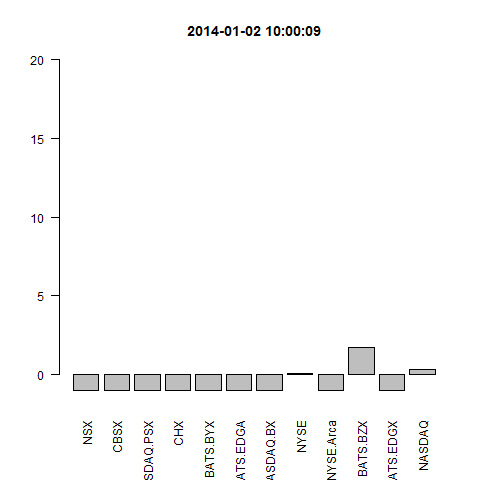 2014-01-02 10:00:09
20
15
10
5
0
NSX
CBSX
SDAQ.PSX
CHX
BATS.BYX
ATS.EDGA
ASDAQ.BX
NYSE
NYSE.Arca
BATS.BZX
ATS.EDGX
NASDAQ